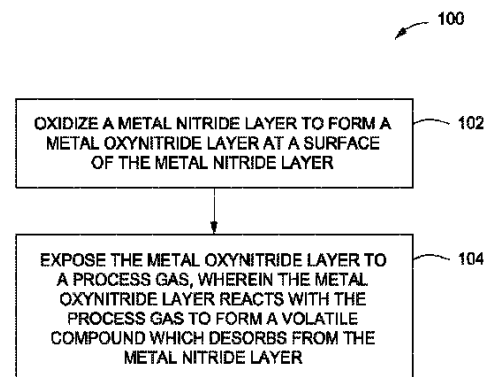 100
OXIDIZE A METAL NITRIDE LAYER TO FORM A
METAL OXYNITRIDE LAYER AT A SURFACE
OF THE METAL NITRIDE LAYER
102
EXPOSE THE METAL OXYNITRIDE LAYER TO
A PROCESS GAS, WHEREIN THE METAL
OXYNITRIDE LAYER REACTS WITH THE
PROCESS GAS TO FORM A VOLATILE
COMPOUND WHICH DESORBS FROM THE
METAL NITRIDE LAYER
104